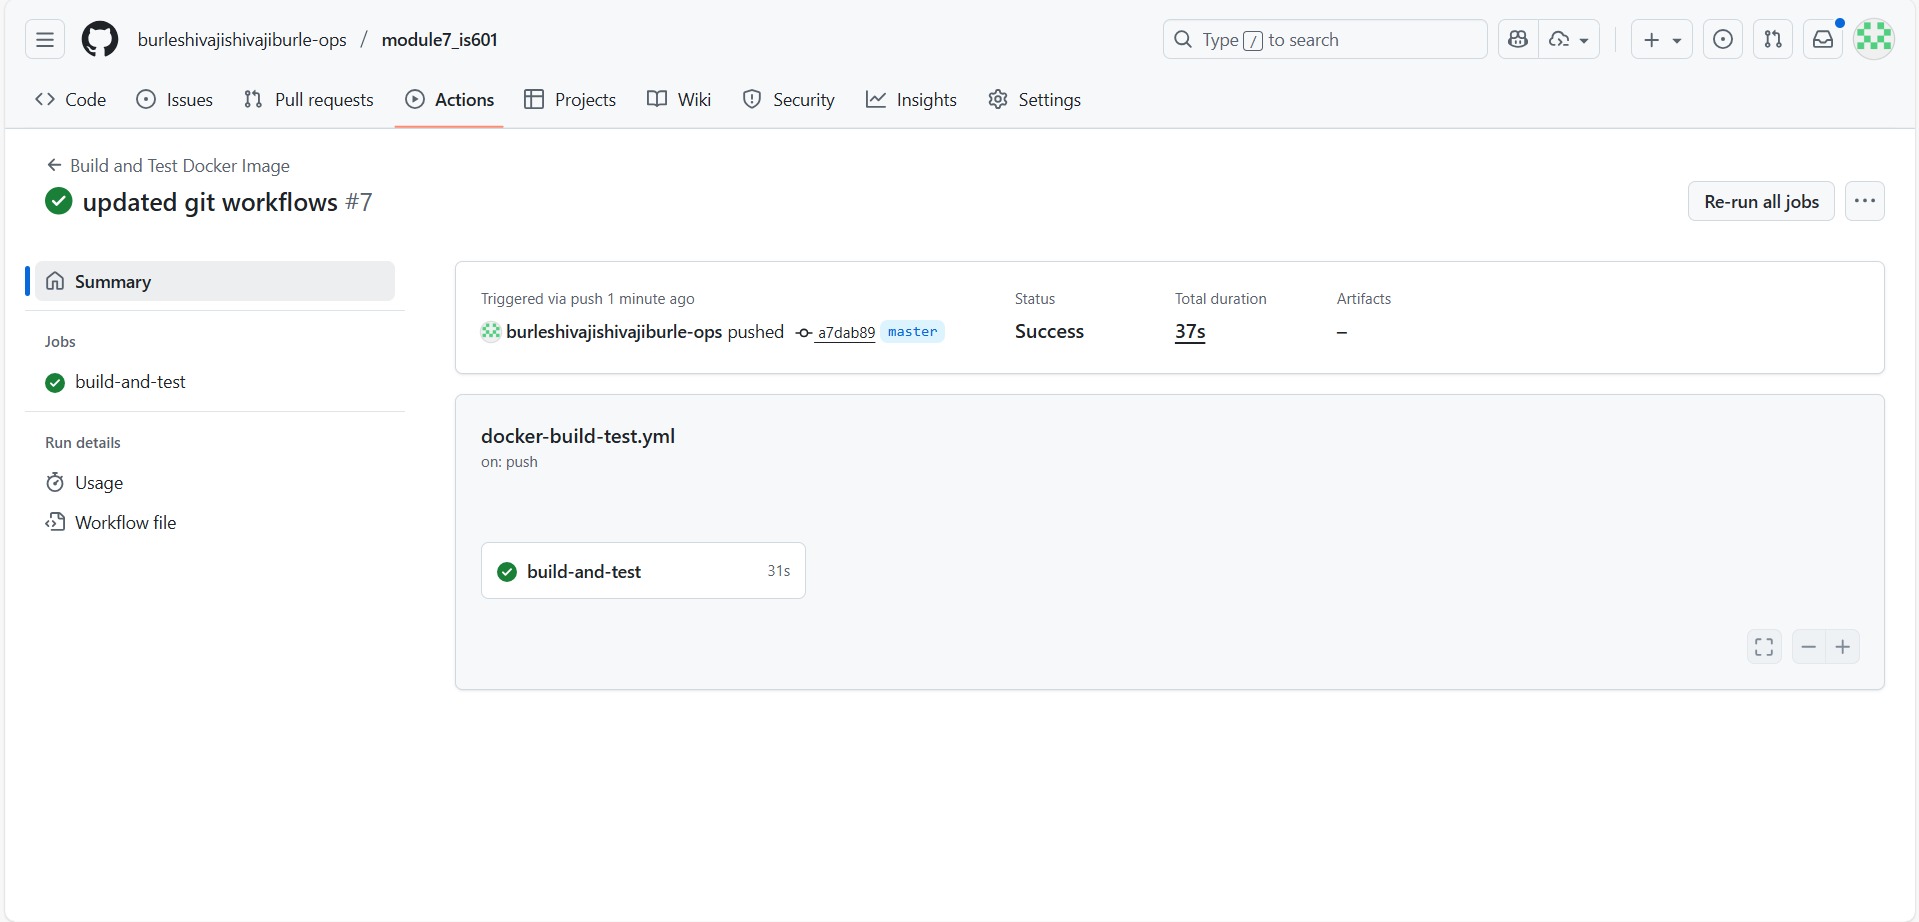 burleshivajishivajiburle-ops / module7_is601
Type / to search
Code Issues Pull requests Actions Projects Wiki Security Insights Settings
Build and Test Docker Image
updated git workflows #7
Re-run all jobs
Summary
Jobs
build-and-test
Run details
Usage
Workflow file
Triggered via push 1 minute ago
burleshivajishivajiburle-ops pushed a7dab89 master
Status
Success
Total duration
37s
Artifacts
–
docker-build-test.yml
on: push
build-and-test 31s